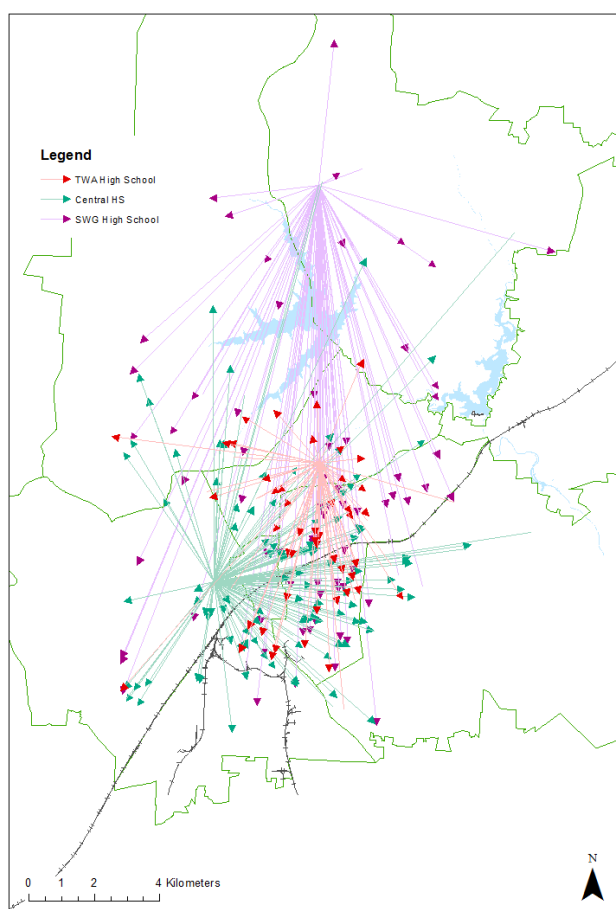 Legend
TWA High School
Central HS
SWG High School
N
0 1 2 4 Kilometers